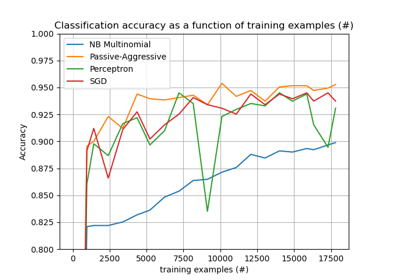 Classification accuracy as a function of training examples (#)
1.000
0.975
0.950
0.925
0.900
0.875
0.850
0.825
0.800
Accuracy
NB Multinomial
Passive-Aggressive
Perceptron
SGD
0 2500 5000 7500 10000 12500 15000 17500
training examples (#)